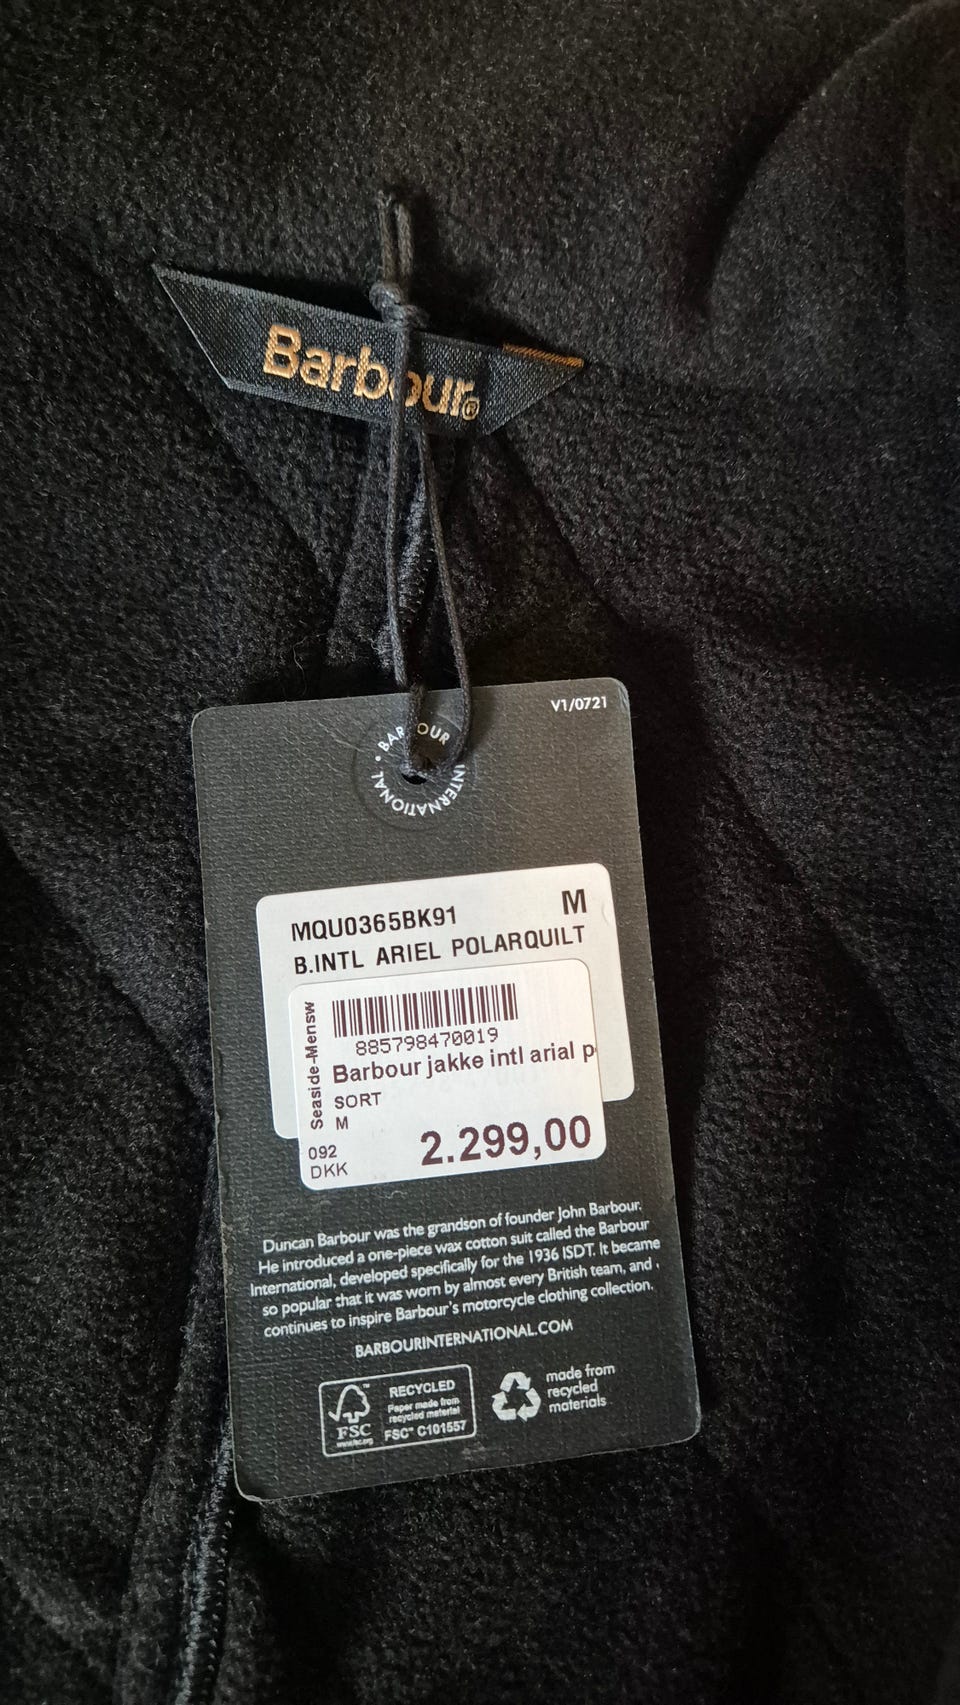 Barbour®
V1/0721
BARBOUR INTERNATIONAL
MQU0365BK91 M
B.INTL ARIEL POLARQUILT
Seaside-Mensw
885798470019
Barbour jakke intl arial p
SORT
M
092
DKK
2.299,00
Duncan Barbour was the grandson of founder John Barbour.
He introduced a one-piece wax cotton suit called the Barbour
International, developed specifically for the 1936 ISDT. It became
so popular that it was worn by almost every British team, and
continues to inspire Barbour's motorcycle clothing collection.
BARBOURINTERNATIONAL.COM
FSC™
www.fsc.org
RECYCLED
Paper made from
recycled material
FSC™ C101557
made from
recycled
materials